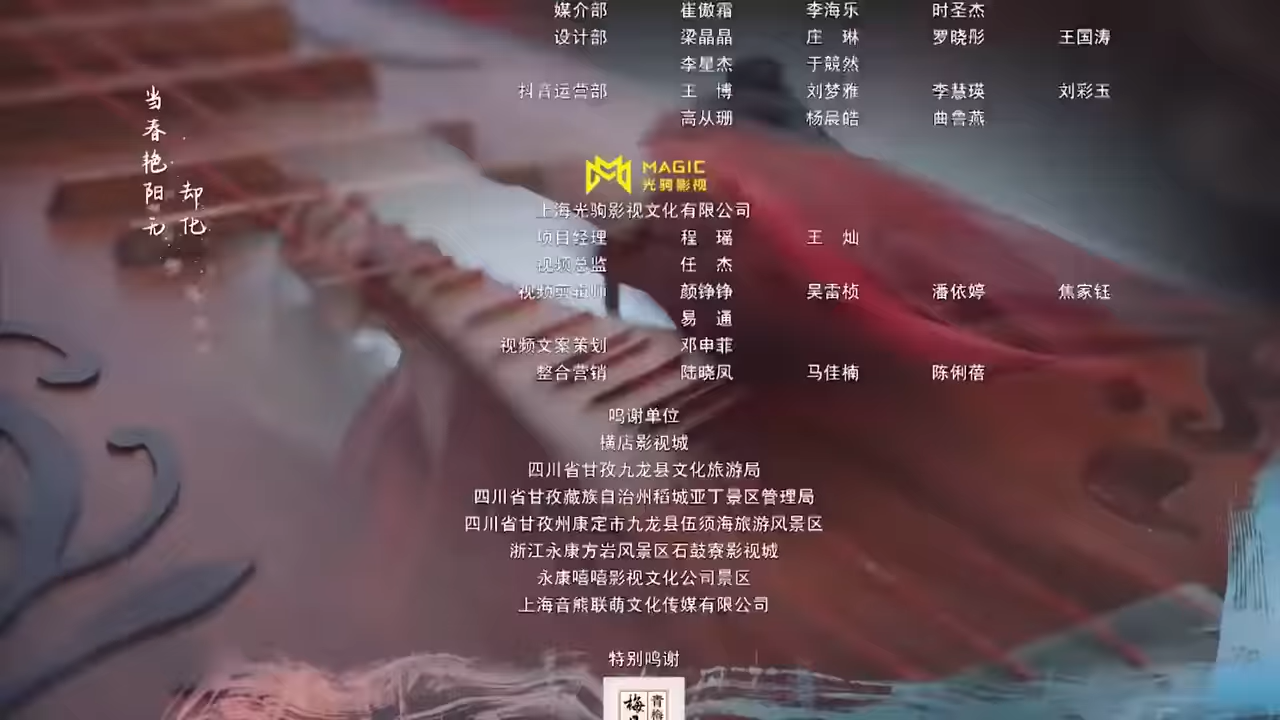 媒介部 崔傲霜 李海乐 时圣杰
设计部 梁晶晶 庄琳 罗晓彤 王国涛
李星杰 于競然
抖音运营部 王博 刘梦雅 李慧瑛 刘彩玉
高从珊 杨晨皓 曲鲁燕
当春艳阳无
却化
MAGIC
光驹影视
上海光驹影视文化有限公司
项目经理 程瑶 王灿
视频总监 任杰
视频剪辑师 颜铮铮 吴雷桢 潘依婷 焦家钰
易通
视频文案策划 邓申菲
整合营销 陆晓凤 马佳楠 陈俐蓓
鸣谢单位
横店影视城
四川省甘孜九龙县文化旅游局
四川省甘孜藏族自治州稻城亚丁景区管理局
四川省甘孜州康定市九龙县伍须海旅游风景区
浙江永康方岩风景区石鼓寮影视城
永康嘻嘻影视文化公司景区
上海音熊联萌文化传媒有限公司
特别鸣谢
青梅